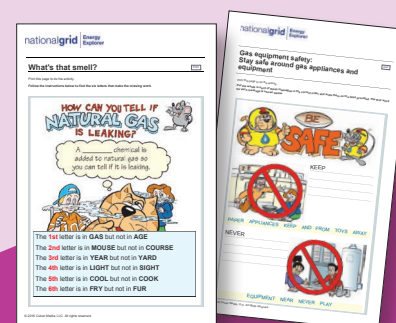 nationalgrid Energy Explorer
What's that smell?
Print this page to do the activity.
Follow the instructions below to find the six letters that make the missing word.
HOW CAN YOU TELL IF
NATURAL GAS
IS LEAKING?
A ______ chemical is
added to natural gas so
you can tell if it is leaking.
The 1st letter is in GAS but not in AGE
The 2nd letter is in MOUSE but not in COURSE
The 3rd letter is in YEAR but not in YARD
The 4th letter is in LIGHT but not in SIGHT
The 5th letter is in COOL but not in COOK
The 6th letter is in FRY but not in FUR
nationalgrid Energy Explorer
Gas equipment safety:
Stay safe around gas appliances and
equipment
BE
SAFE
KEEP
PAPER APPLIANCES KEEP AND FROM TOYS AWAY
NEVER
EQUIPMENT NEAR NEVER PLAY